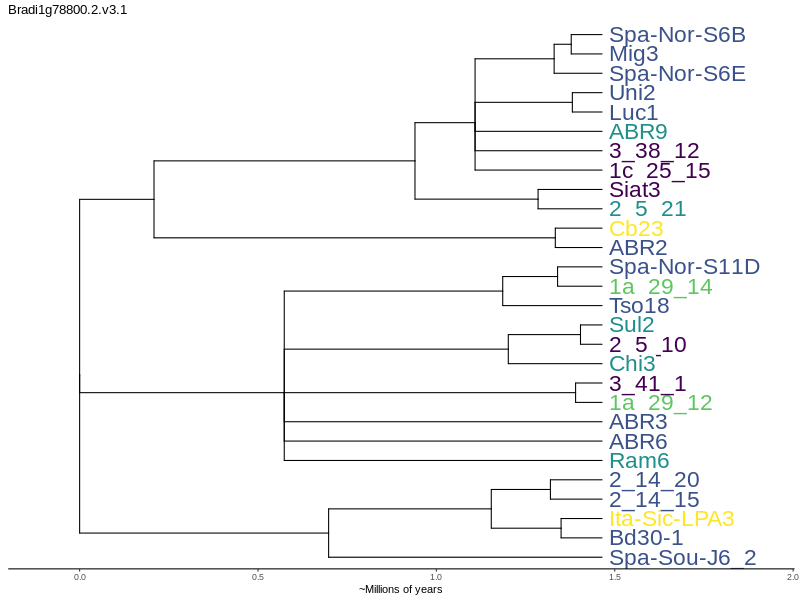 Bradi1g78800.2.v3.1
Spa-Nor-S6B
Mig3
Spa-Nor-S6E
Uni2
Luc1
ABR9
3_38_12
1c_25_15
Siat3
2_5_21
Cb23
ABR2
Spa-Nor-S11D
1a_29_14
Tso18
Sul2
2_5_10
Chi3
3_41_1
1a_29_12
ABR3
ABR6
Ram6
2_14_20
2_14_15
Ita-Sic-LPA3
Bd30-1
Spa-Sou-J6_2
0.0 0.5 1.0 1.5 2.0
~Millions of years